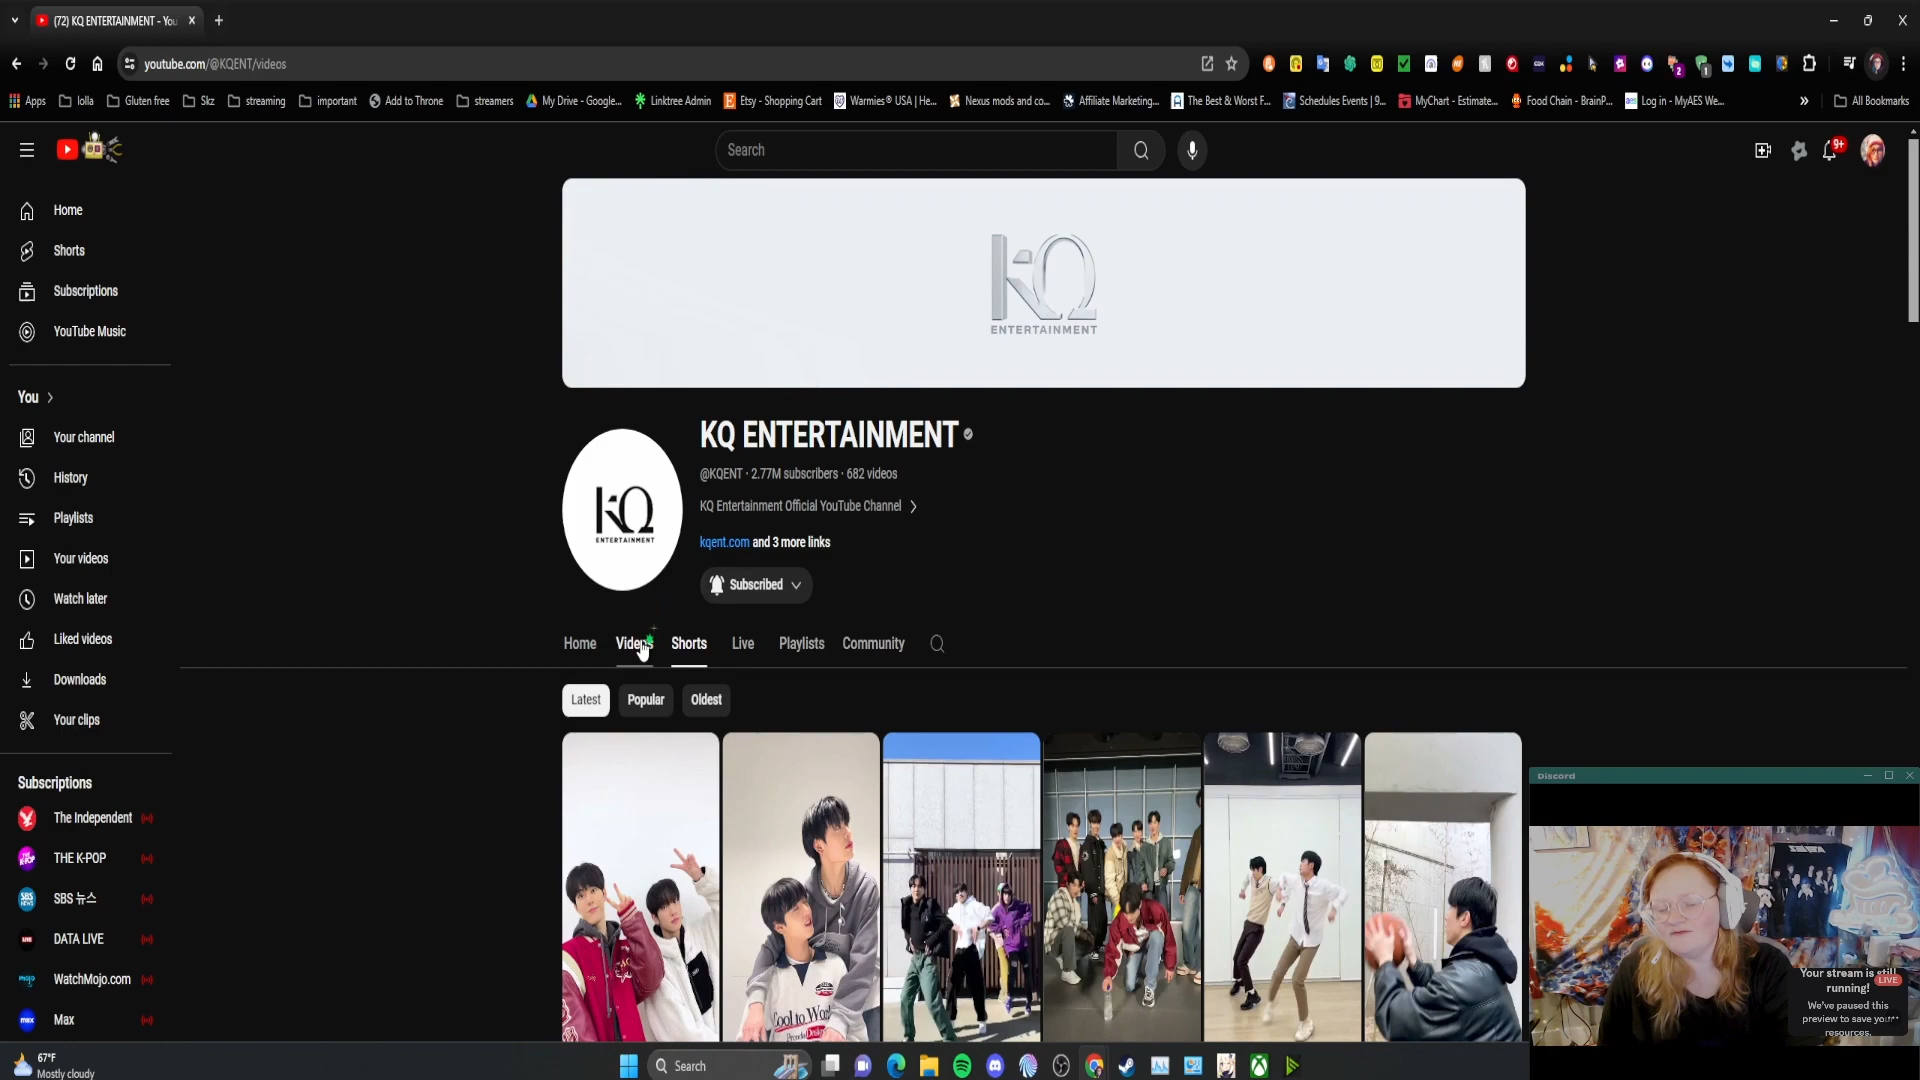 (72) KQ ENTERTAINMENT - You
youtube.com/@KQENT/videos
Apps
lolla
Gluten free
Skz
streaming
important
Add to Throne
streamers
My Drive - Google...
Linktree Admin
Etsy - Shopping Cart
Warmies® USA | He...
Nexus mods and co...
Affiliate Marketing...
The Best & Worst F...
Schedules Events | 9...
MyChart - Estimate...
Food Chain - BrainP...
Log in - MyAES We...
All Bookmarks
Search
9+
Home
Shorts
Subscriptions
YouTube Music
You
Your channel
History
Playlists
Your videos
Watch later
Liked videos
Downloads
Your clips
Subscriptions
The Independent
THE K-POP
SBS 뉴스
DATA LIVE
WatchMojo.com
Max
KQ
ENTERTAINMENT
KQ
ENTERTAINMENT
KQ ENTERTAINMENT
@KQENT · 2.77M subscribers · 682 videos
KQ Entertainment Official YouTube Channel
kqent.com and 3 more links
Subscribed
Home Videos Shorts Live Playlists Community
Latest Popular Oldest
Discord
Your stream is still
running!
LIVE
We've paused this
preview to save your
resources.
67°F
Mostly cloudy
Search